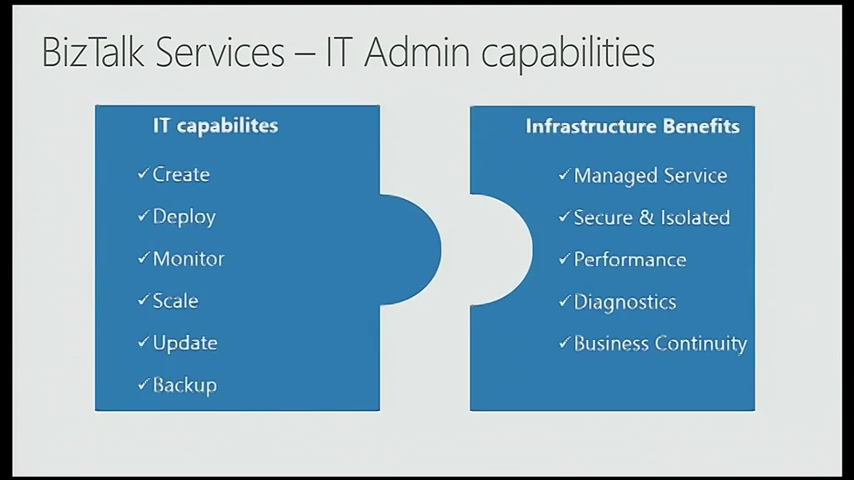 BizTalk Services – IT Admin capabilities
IT capabilites
✓Create
✓Deploy
✓Monitor
✓Scale
✓Update
✓Backup
Infrastructure Benefits
✓Managed Service
✓Secure & Isolated
✓Performance
✓Diagnostics
✓Business Continuity